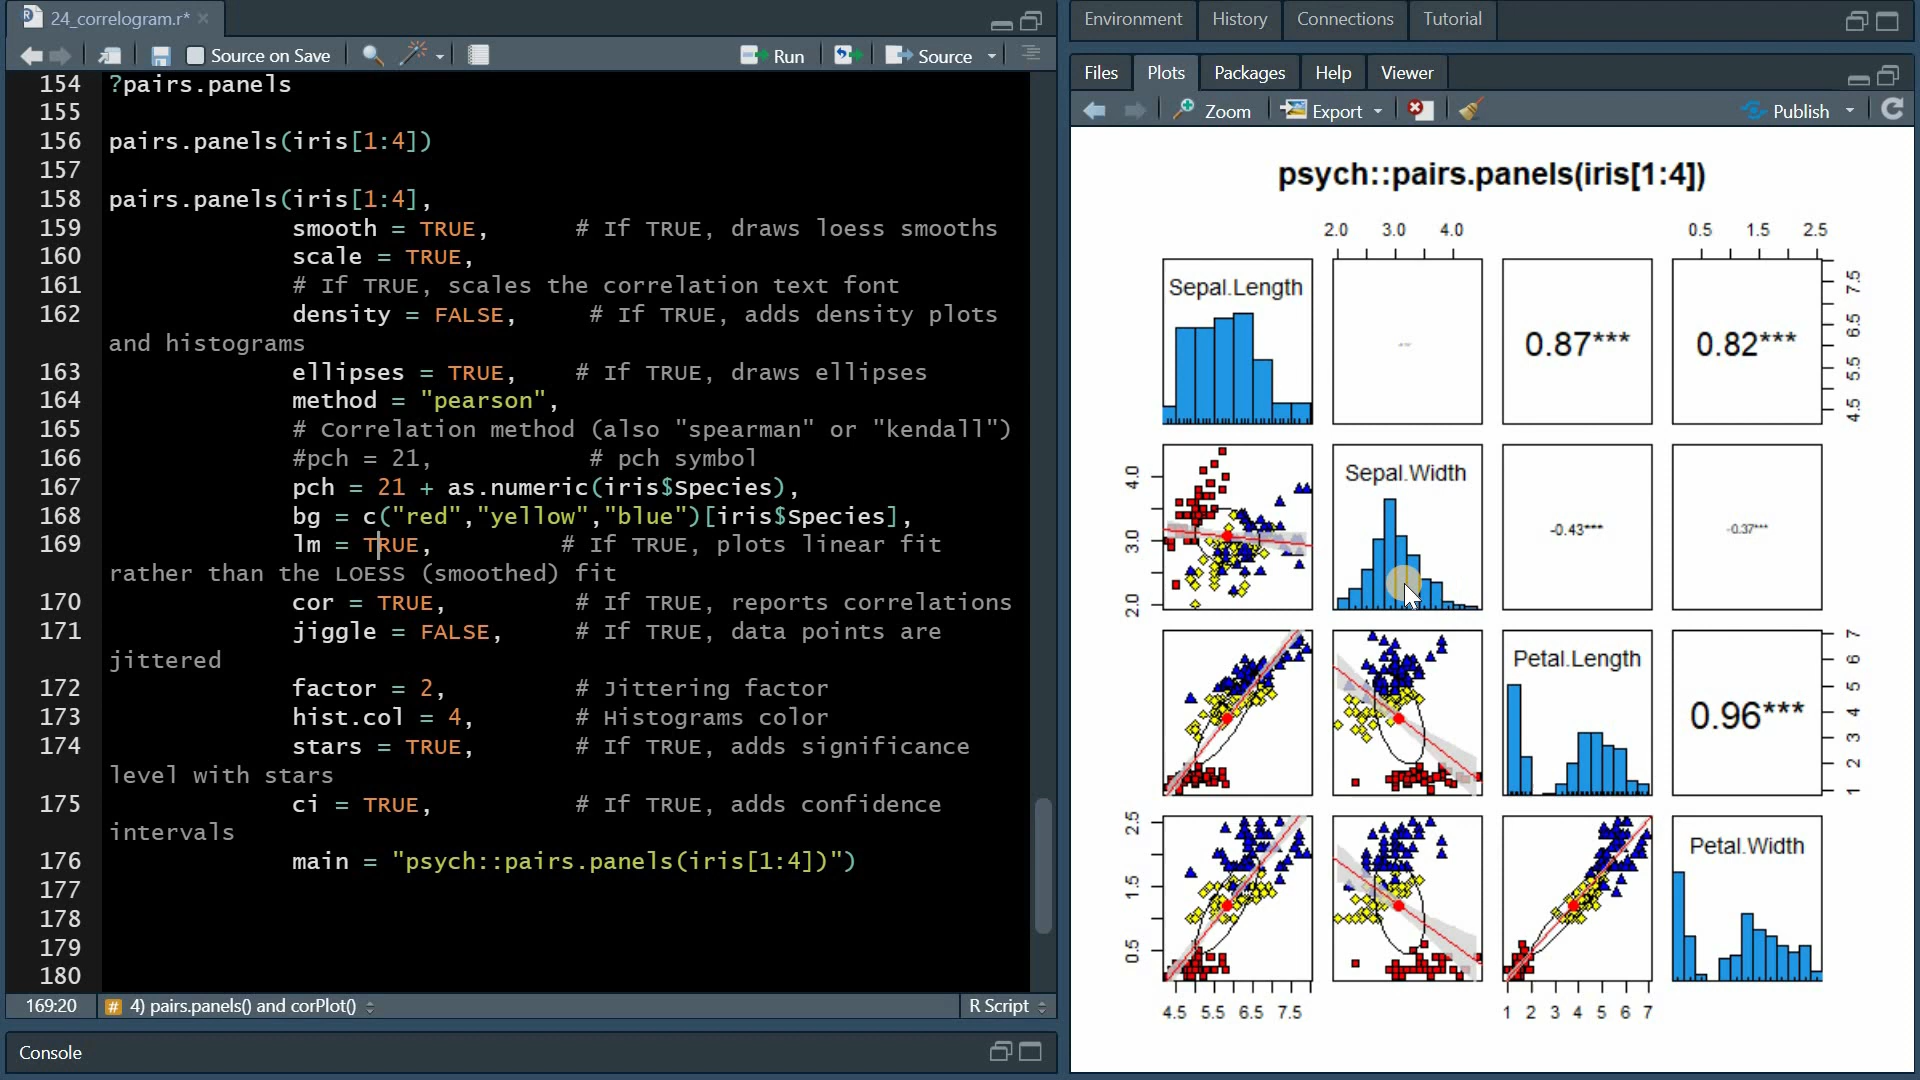 24_correlogram.r*
Source on Save
Run
Source
154 ?pairs.panels
155
156 pairs.panels(iris[1:4])
157
158 pairs.panels(iris[1:4],
159 smooth = TRUE, # If TRUE, draws loess smooths
160 scale = TRUE,
161 # If TRUE, scales the correlation text font
162 density = FALSE, # If TRUE, adds density plots
and histograms
163 ellipses = TRUE, # If TRUE, draws ellipses
164 method = "pearson",
165 # Correlation method (also "spearman" or "kendall")
166 #pch = 21, # pch symbol
167 pch = 21 + as.numeric(iris$Species),
168 bg = c("red","yellow","blue")[iris$Species],
169 lm = TRUE, # If TRUE, plots linear fit
rather than the LOESS (smoothed) fit
170 cor = TRUE, # If TRUE, reports correlations
171 jiggle = FALSE, # If TRUE, data points are
jittered
172 factor = 2, # Jittering factor
173 hist.col = 4, # Histograms color
174 stars = TRUE, # If TRUE, adds significance
level with stars
175 ci = TRUE, # If TRUE, adds confidence
intervals
176 main = "psych::pairs.panels(iris[1:4])")
177
178
179
180
169:20 # 4) pairs.panels() and corPlot() R Script
Console
Environment History Connections Tutorial
Files Plots Packages Help Viewer
Zoom Export Publish
psych::pairs.panels(iris[1:4])
2.0 3.0 4.0 0.5 1.5 2.5
Sepal.Length
0.87***
0.82***
4.5 5.5 6.5 7.5
2.0 3.0 4.0
Sepal.Width
-0.43***
-0.37***
Petal.Length
0.96***
1 2 3 4 5 6 7
0.5 1.5 2.5
Petal.Width
4.5 5.5 6.5 7.5
1 2 3 4 5 6 7